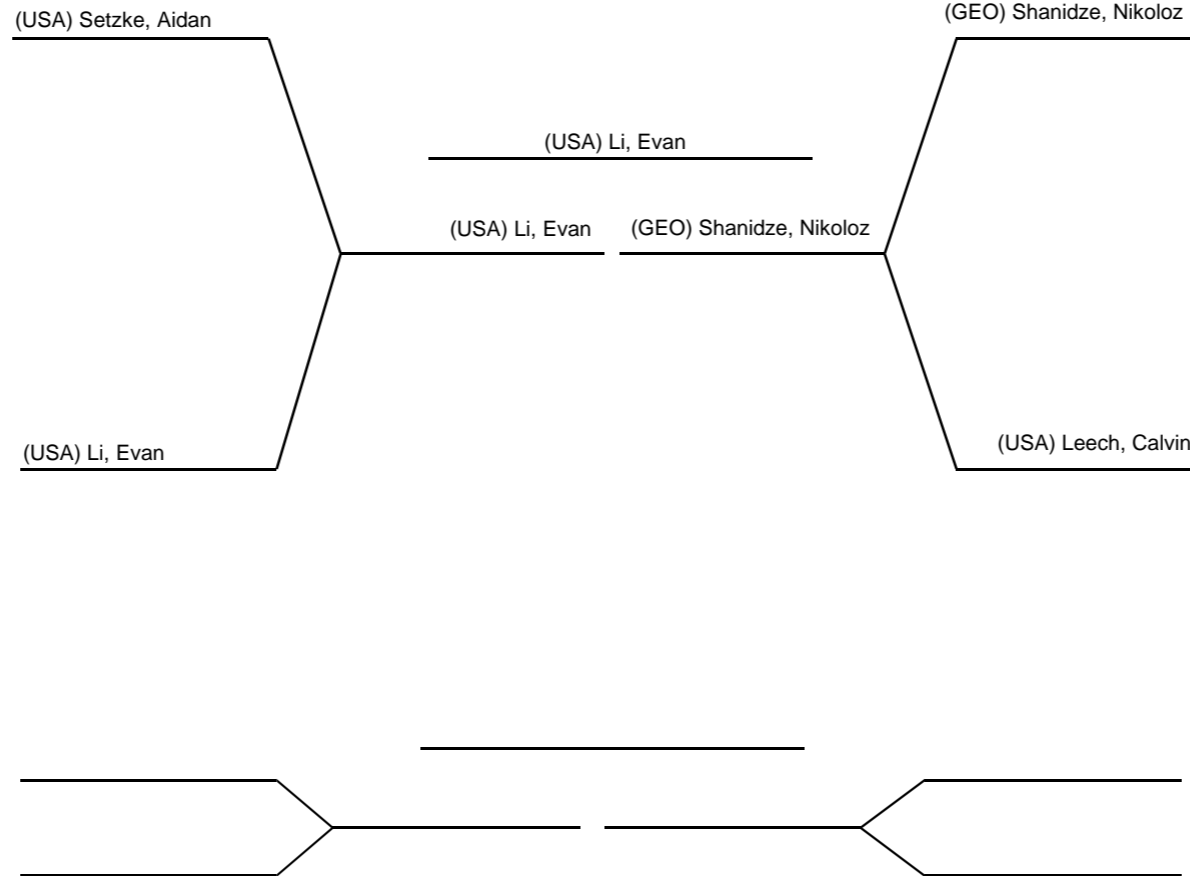 (USA) Setzke, Aidan
(GEO) Shanidze, Nikoloz
(USA) Li, Evan
(USA) Li, Evan
(GEO) Shanidze, Nikoloz
(USA) Li, Evan
(USA) Leech, Calvin